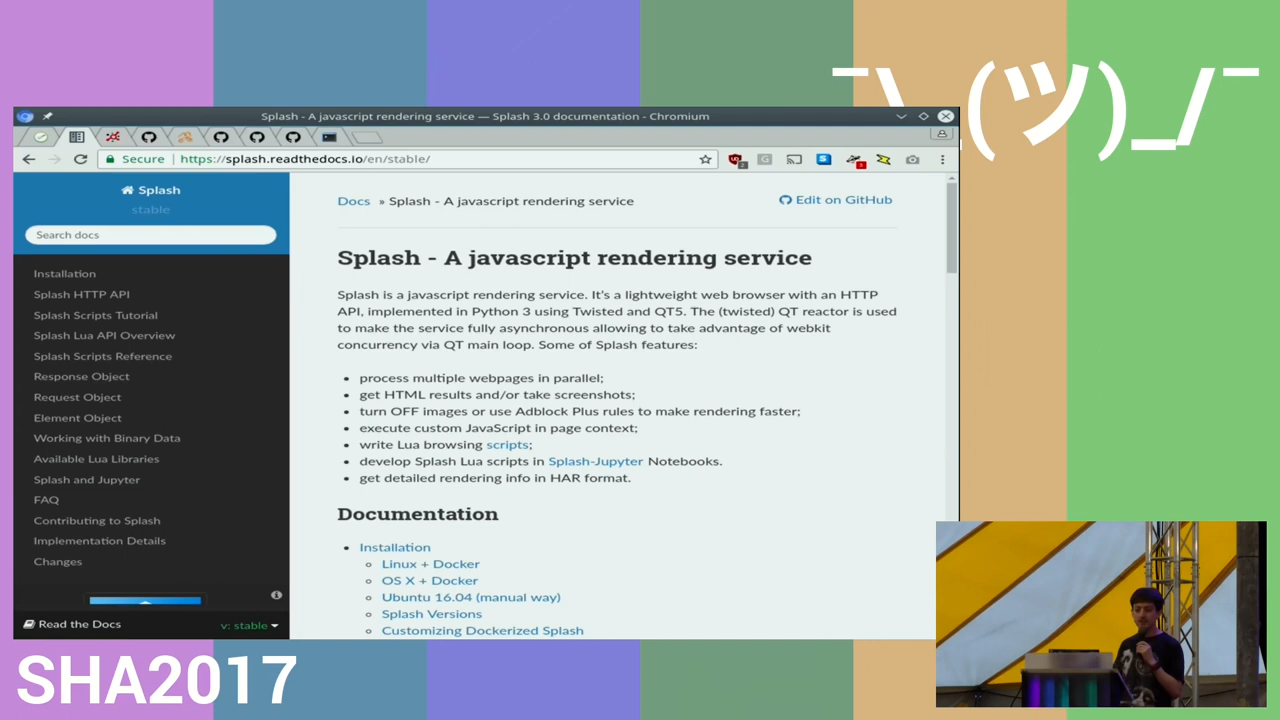 ¯\_(ツ)_/¯
Splash - A javascript rendering service — Splash 3.0 documentation - Chromium
Secure | https://splash.readthedocs.io/en/stable/
Splash
stable
Search docs
Installation
Splash HTTP API
Splash Scripts Tutorial
Splash Lua API Overview
Splash Scripts Reference
Response Object
Request Object
Element Object
Working with Binary Data
Available Lua Libraries
Splash and Jupyter
FAQ
Contributing to Splash
Implementation Details
Changes
Read the Docs
v: stable
Docs » Splash - A javascript rendering service
Edit on GitHub
Splash - A javascript rendering service
Splash is a javascript rendering service. It's a lightweight web browser with an HTTP
API, implemented in Python 3 using Twisted and QT5. The (twisted) QT reactor is used
to make the service fully asynchronous allowing to take advantage of webkit
concurrency via QT main loop. Some of Splash features:
• process multiple webpages in parallel;
• get HTML results and/or take screenshots;
• turn OFF images or use Adblock Plus rules to make rendering faster;
• execute custom JavaScript in page context;
• write Lua browsing scripts;
• develop Splash Lua scripts in Splash-Jupyter Notebooks.
• get detailed rendering info in HAR format.
Documentation
• Installation
◦ Linux + Docker
◦ OS X + Docker
◦ Ubuntu 16.04 (manual way)
◦ Splash Versions
◦ Customizing Dockerized Splash
SHA2017